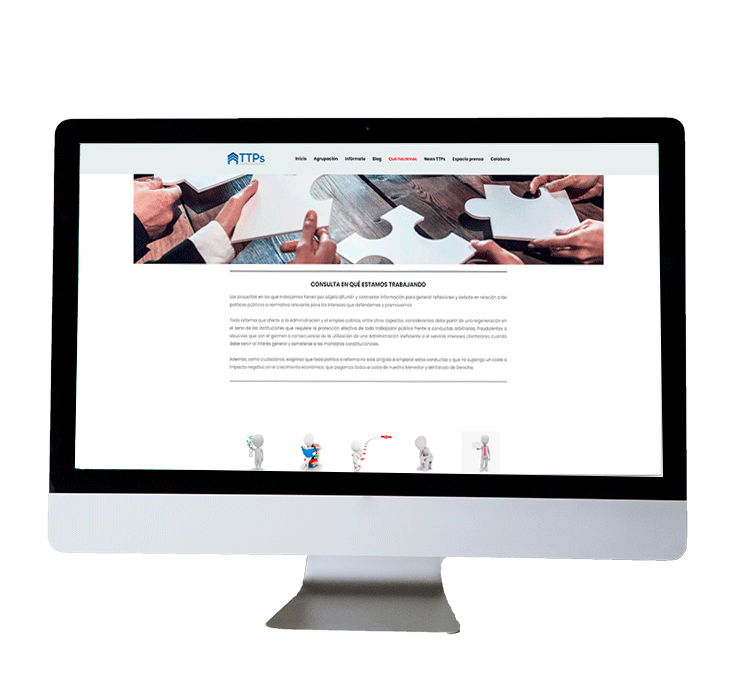 TTPs
Inicio Agrupación Infórmate Blog Qué hacemos News TTPs Espacio prensa Colabora
CONSULTA EN QUÉ ESTAMOS TRABAJANDO
Los proyectos en los que trabajamos tienen por objeto difundir y contrastar información para generar reflexiones y debate en relación a las
políticas públicas o normativa relevante para los intereses que defendemos y promovemos
Toda reforma que afecte a la Administración y el empleo público, entre otros aspectos, consideramos debe partir de una regeneración en
el seno de las Instituciones que requiere la protección efectiva de todo trabajador público frente a conductas arbitrarias, fraudulentas o
abusivas que son el germen o consecuencia de la utilización de una Administración ineficiente o al servicio intereses clientelares, cuando
debe servir al interés general y someterse a los mandatos constitucionales.
Además, como ciudadanos, exigimos que toda política o reforma no esté dirigida a amparar estas conductas y que no suponga un coste o
impacto negativo en el crecimiento económico, que pagamos todos a costa de nuestro Bienestar y del Estado de Derecho.